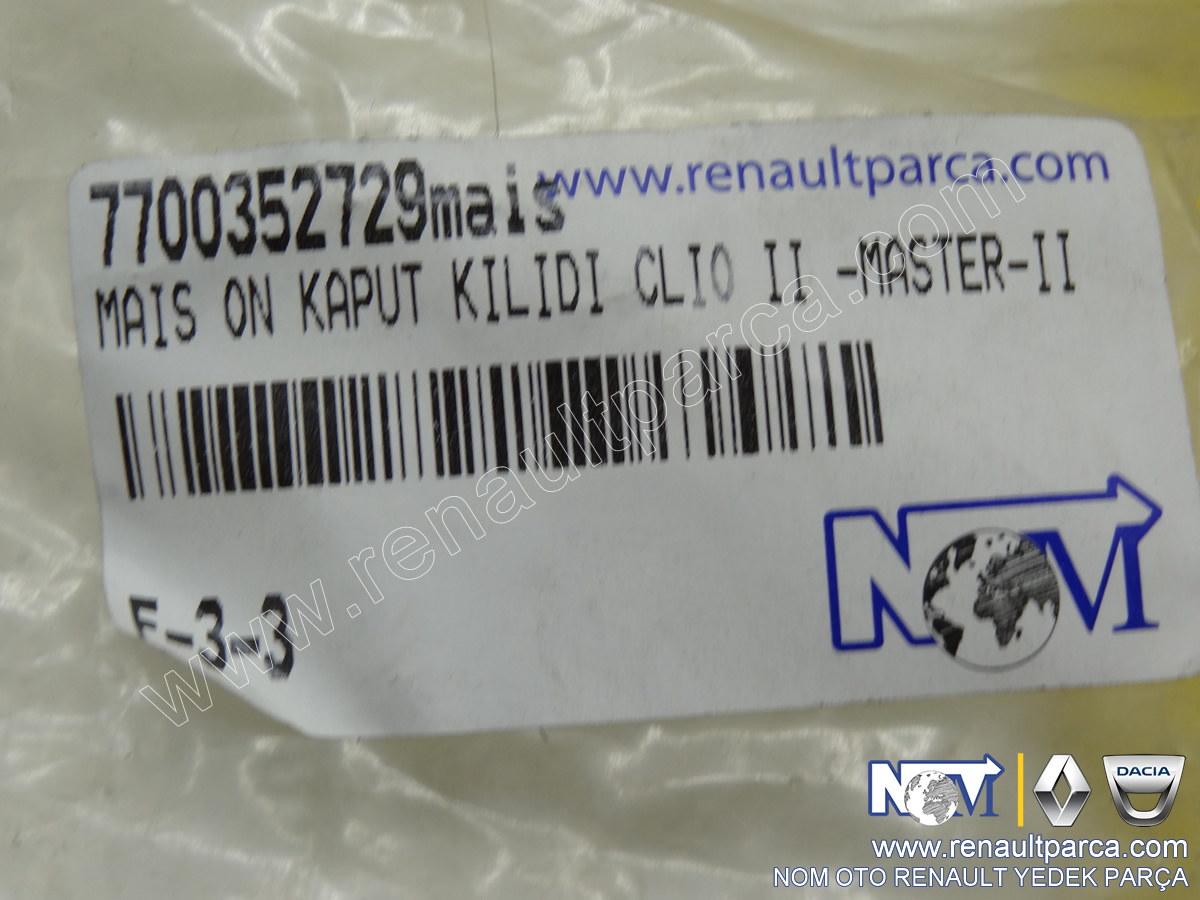 www.renaultparca.com
7700352729mais
MAIS ON KAPUT KILIDI CLIO II -MASTER-II
www.renaultparca.com
-3-3
NOM
NOM
DACIA
www.renaultparca.com
NOM OTO RENAULT YEDEK PARÇA